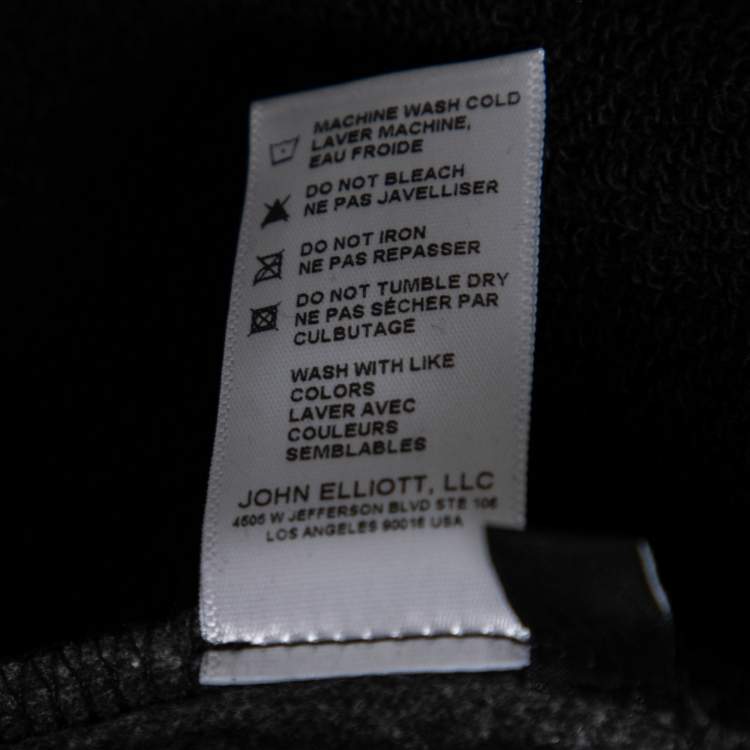 MACHINE WASH COLD
LAVER MACHINE,
EAU FROIDE
DO NOT BLEACH
NE PAS JAVELLISER
DO NOT IRON
NE PAS REPASSER
DO NOT TUMBLE DRY
NE PAS SÉCHER PAR
CULBUTAGE
WASH WITH LIKE
COLORS
LAVER AVEC
COULEURS
SEMBLABLES
JOHN ELLIOTT, LLC
4505 W JEFFERSON BLVD STE 106
LOS ANGELES 90016 USA